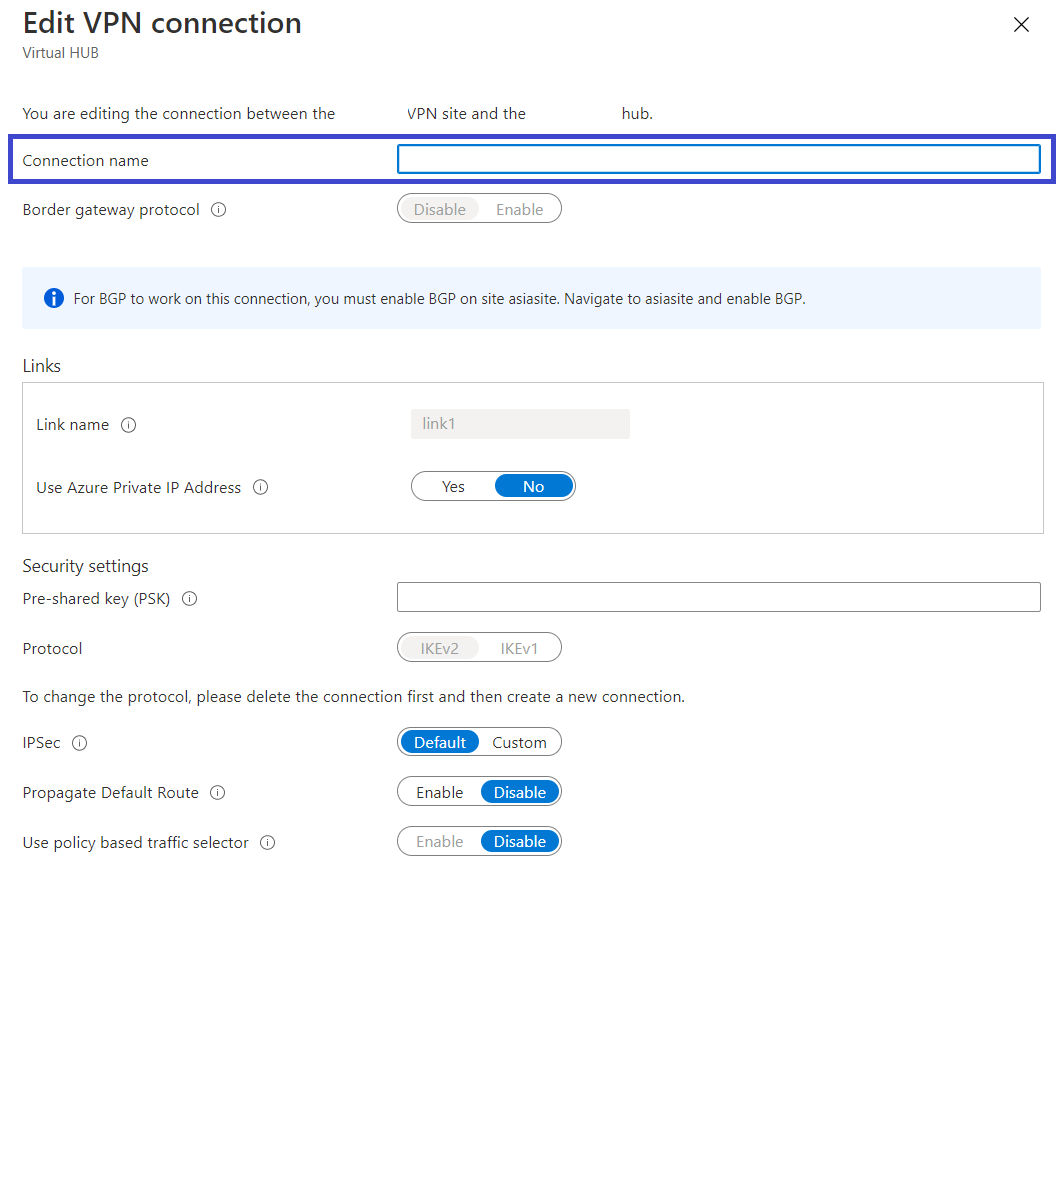 Edit VPN connection
Virtual HUB
You are editing the connection between the VPN site and the hub.
Connection name
Border gateway protocol Disable Enable
For BGP to work on this connection, you must enable BGP on site asiasite. Navigate to asiasite and enable BGP.
Links
Link name link1
Use Azure Private IP Address Yes No
Security settings
Pre-shared key (PSK)
Protocol IKEv2 IKEv1
To change the protocol, please delete the connection first and then create a new connection.
IPSec Default Custom
Propagate Default Route Enable Disable
Use policy based traffic selector Enable Disable